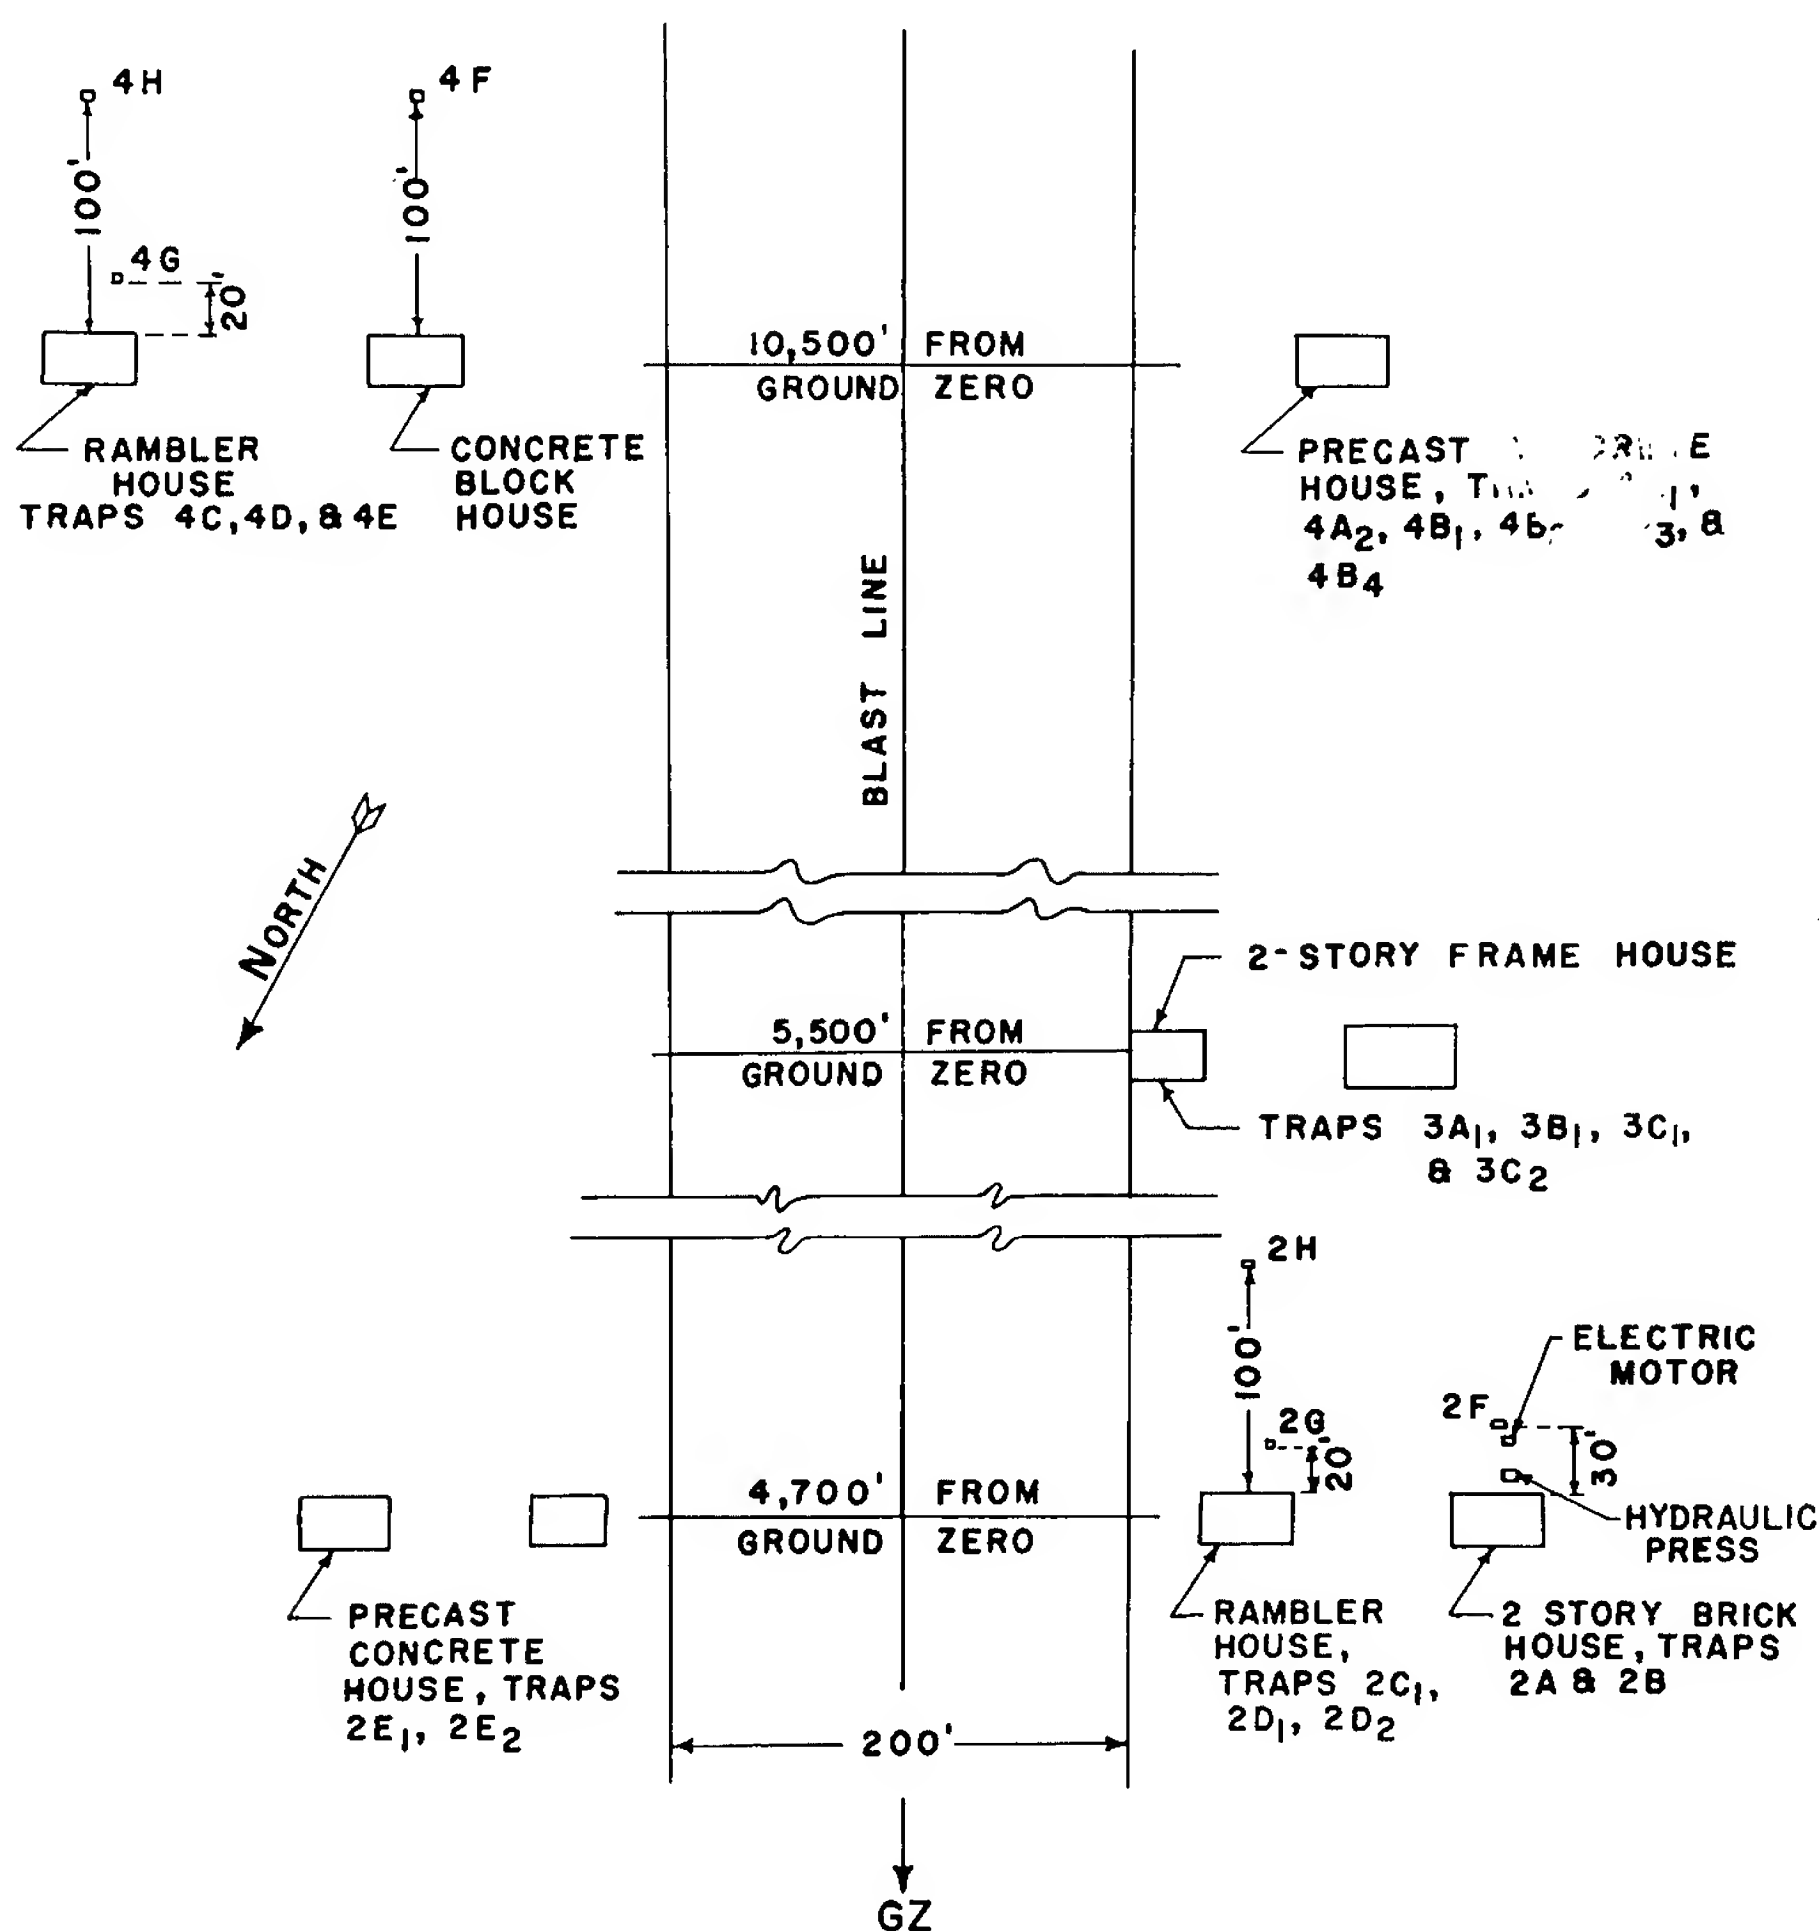 4H
4F
100'
100'
4G
20'
10,500' FROM
GROUND ZERO
RAMBLER
HOUSE
TRAPS 4C, 4D, & 4E
CONCRETE
BLOCK
HOUSE
PRECAST
HOUSE,
4A₂, 4B₁, &
4B₄
BLAST LINE
NORTH
2-STORY FRAME HOUSE
5,500' FROM
GROUND ZERO
TRAPS 3A₁, 3B₁, 3C₁,
& 3C₂
2H
100'
ELECTRIC
MOTOR
2F
2G
20'
30'
4,700' FROM
GROUND ZERO
HYDRAULIC
PRESS
PRECAST
CONCRETE
HOUSE, TRAPS
2E₁, 2E₂
RAMBLER
HOUSE,
TRAPS 2C₁,
2D₁, 2D₂
2 STORY BRICK
HOUSE, TRAPS
2A & 2B
200'
GZ